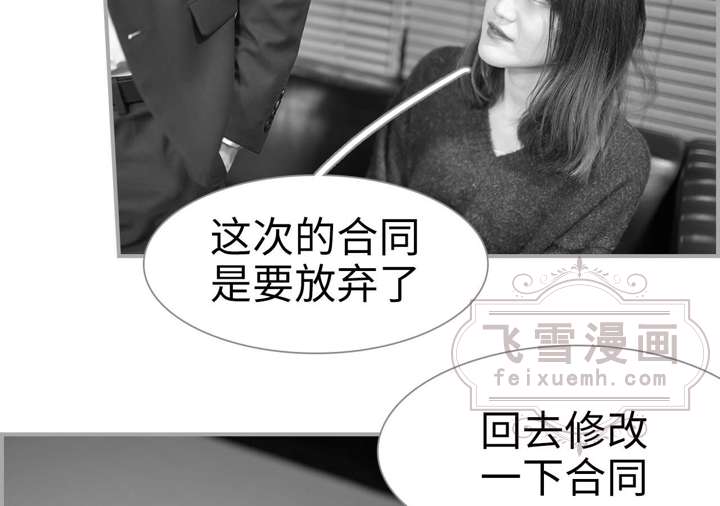 这次的合同
是要放弃了
飞雪漫画
feixuemh.com
回去修改
一下合同